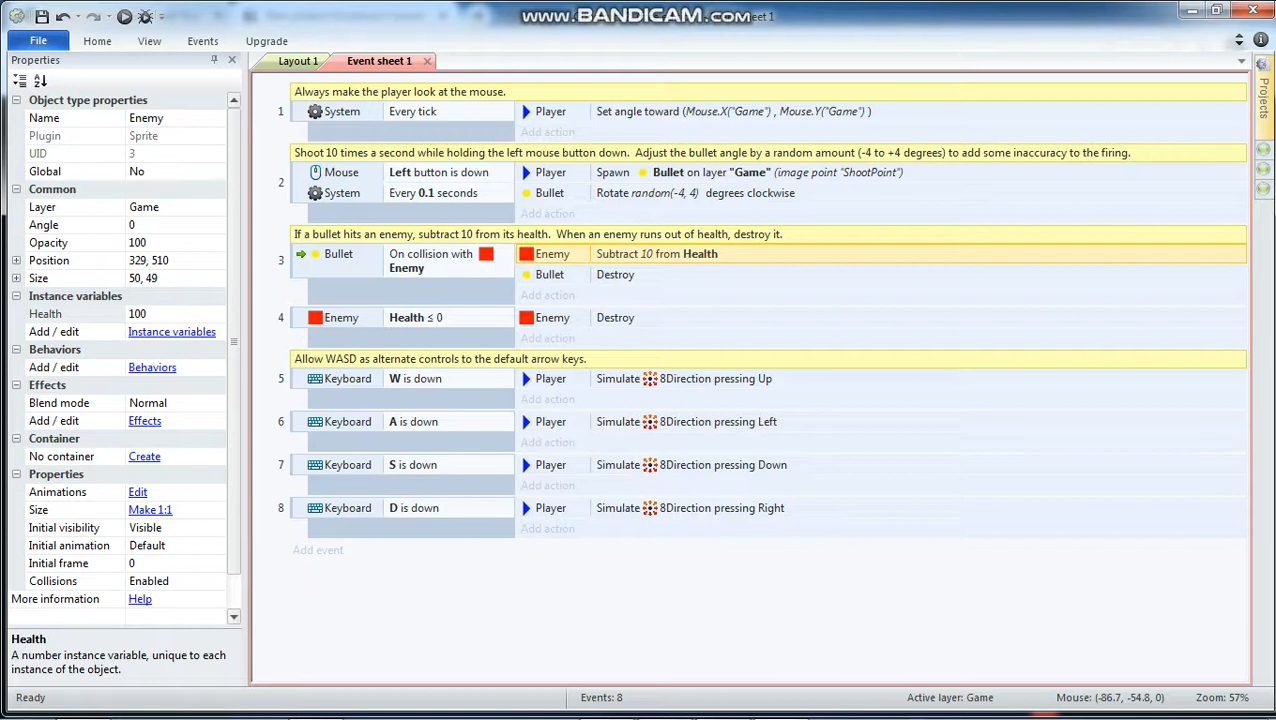 www.BANDICAM.com
eet 1
File
Home
View
Events
Upgrade
Properties
Layout 1
Event sheet 1
Object type properties
Name Enemy
Plugin Sprite
UID 3
Global No
Common
Layer Game
Angle 0
Opacity 100
Position 329, 510
Size 50, 49
Instance variables
Health 100
Add / edit Instance variables
Behaviors
Add / edit Behaviors
Effects
Blend mode Normal
Add / edit Effects
Container
No container Create
Properties
Animations Edit
Size Make 1:1
Initial visibility Visible
Initial animation Default
Initial frame 0
Collisions Enabled
More information Help
Health
A number instance variable, unique to each
instance of the object.
Always make the player look at the mouse.
1 System Every tick Player Set angle toward (Mouse.X("Game") , Mouse.Y("Game") )
Add action
Shoot 10 times a second while holding the left mouse button down. Adjust the bullet angle by a random amount (-4 to +4 degrees) to add some inaccuracy to the firing.
2 Mouse Left button is down Player Spawn Bullet on layer "Game" (image point "ShootPoint")
System Every 0.1 seconds Bullet Rotate random(-4, 4) degrees clockwise
Add action
If a bullet hits an enemy, subtract 10 from its health. When an enemy runs out of health, destroy it.
3 Bullet On collision with Enemy Subtract 10 from Health
Enemy Bullet Destroy
Add action
4 Enemy Health ≤ 0 Enemy Destroy
Add action
Allow WASD as alternate controls to the default arrow keys.
5 Keyboard W is down Player Simulate 8Direction pressing Up
Add action
6 Keyboard A is down Player Simulate 8Direction pressing Left
Add action
7 Keyboard S is down Player Simulate 8Direction pressing Down
Add action
8 Keyboard D is down Player Simulate 8Direction pressing Right
Add action
Add event
Projects
Ready
Events: 8
Active layer: Game
Mouse: (-86.7, -54.8, 0)
Zoom: 57%